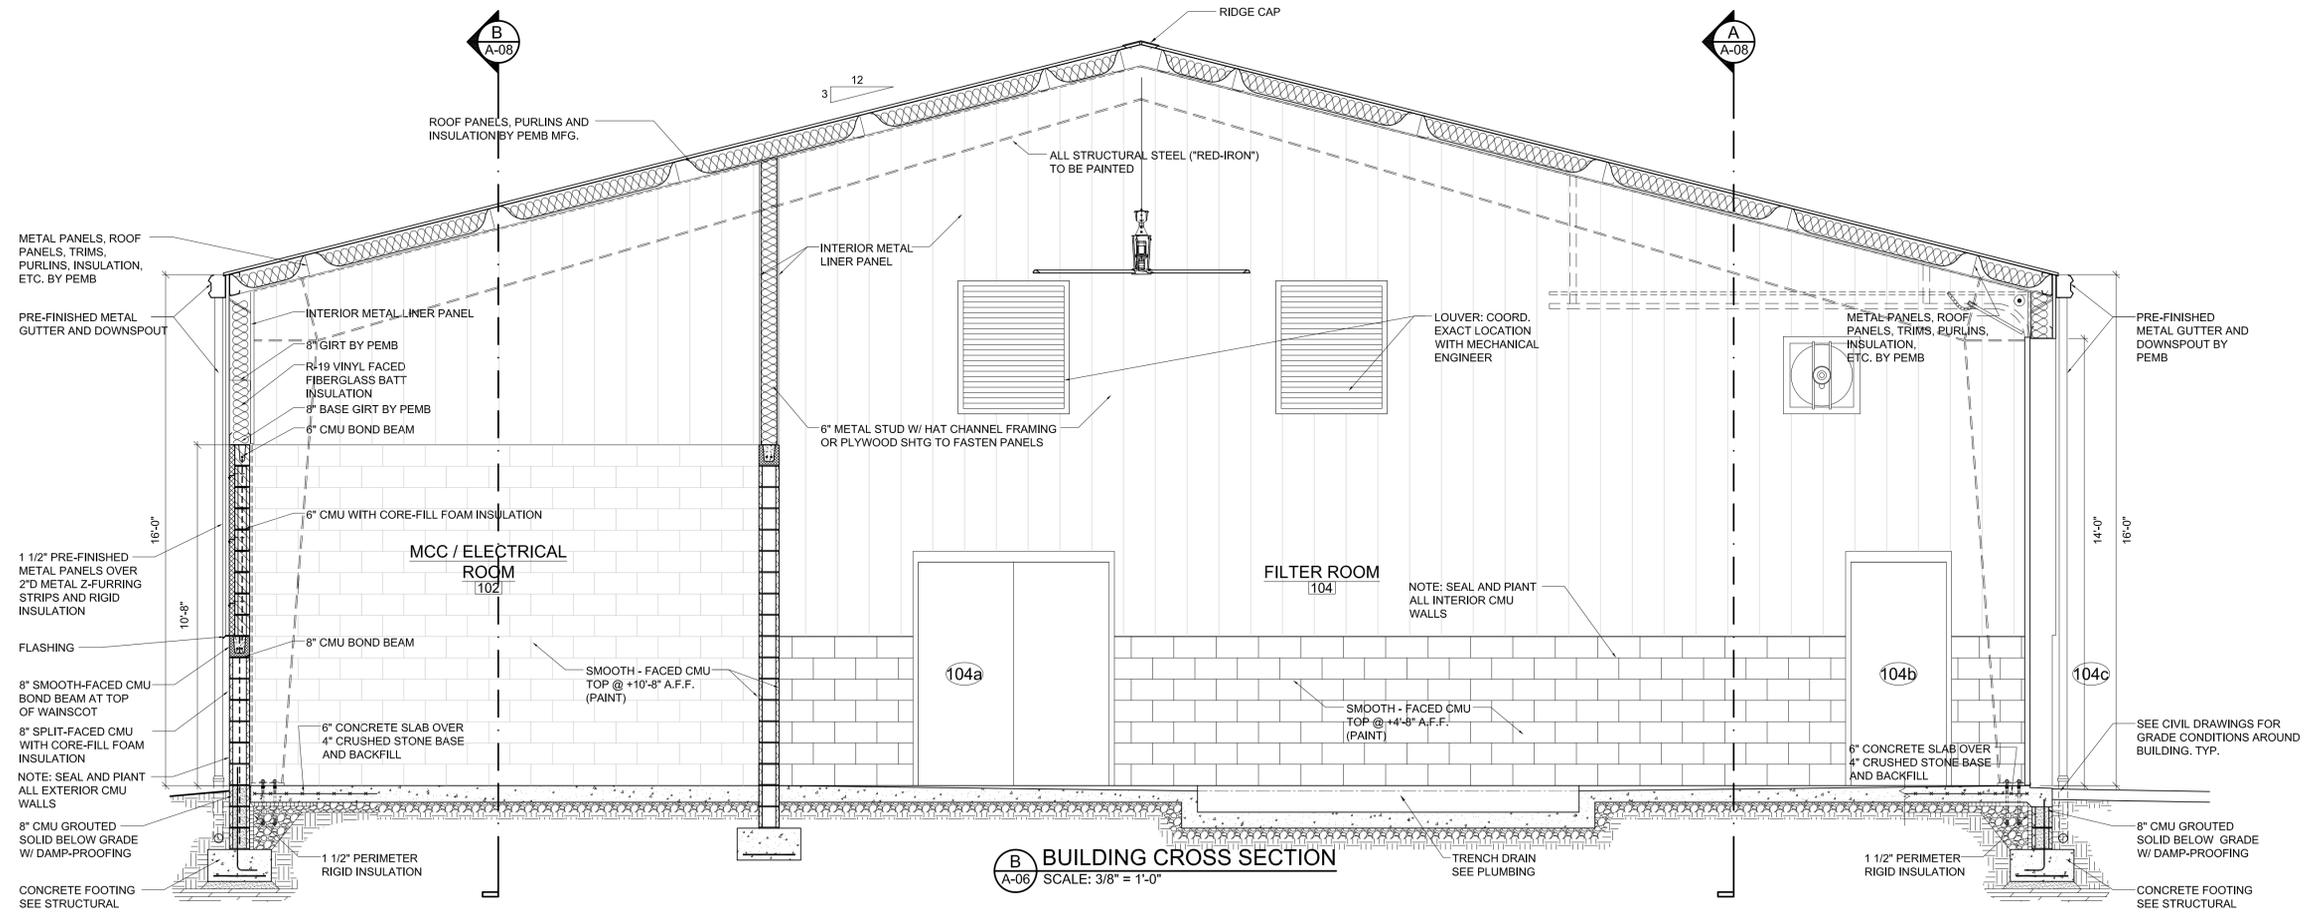 RIDGE CAP
B
A-08
A
A-08
12
3
ROOF PANELS, PURLINS AND
INSULATION BY PEMB MFG.
ALL STRUCTURAL STEEL ("RED-IRON")
TO BE PAINTED
METAL PANELS, ROOF
PANELS, TRIMS,
PURLINS, INSULATION,
ETC. BY PEMB
INTERIOR METAL
LINER PANEL
PRE-FINISHED METAL
GUTTER AND DOWNSPOUT
INTERIOR METAL LINER PANEL
8" GIRT BY PEMB
R-19 VINYL FACED
FIBERGLASS BATT
INSULATION
8" BASE GIRT BY PEMB
6" CMU BOND BEAM
LOUVER: COORD.
EXACT LOCATION
WITH MECHANICAL
ENGINEER
METAL PANELS, ROOF
PANELS, TRIMS, PURLINS,
INSULATION,
ETC. BY PEMB
PRE-FINISHED
METAL GUTTER AND
DOWNSPOUT BY
PEMB
6" METAL STUD W/ HAT CHANNEL FRAMING
OR PLYWOOD SHTG TO FASTEN PANELS
16'-0"
10'-8"
14'-0"
16'-0"
6" CMU WITH CORE-FILL FOAM INSULATION
MCC / ELECTRICAL
ROOM
102
FILTER ROOM
104
1 1/2" PRE-FINISHED
METAL PANELS OVER
2"D METAL Z-FURRING
STRIPS AND RIGID
INSULATION
NOTE: SEAL AND PIANT
ALL INTERIOR CMU
WALLS
FLASHING
8" CMU BOND BEAM
8" SMOOTH-FACED CMU
BOND BEAM AT TOP
OF WAINSCOT
SMOOTH - FACED CMU
TOP @ +10'-8" A.F.F.
(PAINT)
104a
104b
104c
8" SPLIT-FACED CMU
WITH CORE-FILL FOAM
INSULATION
6" CONCRETE SLAB OVER
4" CRUSHED STONE BASE
AND BACKFILL
SMOOTH - FACED CMU
TOP @ +4'-8" A.F.F.
(PAINT)
SEE CIVIL DRAWINGS FOR
GRADE CONDITIONS AROUND
BUILDING. TYP.
6" CONCRETE SLAB OVER
4" CRUSHED STONE BASE
AND BACKFILL
NOTE: SEAL AND PIANT
ALL EXTERIOR CMU
WALLS
8" CMU GROUTED
SOLID BELOW GRADE
W/ DAMP-PROOFING
1 1/2" PERIMETER
RIGID INSULATION
CONCRETE FOOTING
SEE STRUCTURAL
B
A-06
BUILDING CROSS SECTION
SCALE: 3/8" = 1'-0"
TRENCH DRAIN
SEE PLUMBING
1 1/2" PERIMETER
RIGID INSULATION
8" CMU GROUTED
SOLID BELOW GRADE
W/ DAMP-PROOFING
CONCRETE FOOTING
SEE STRUCTURAL